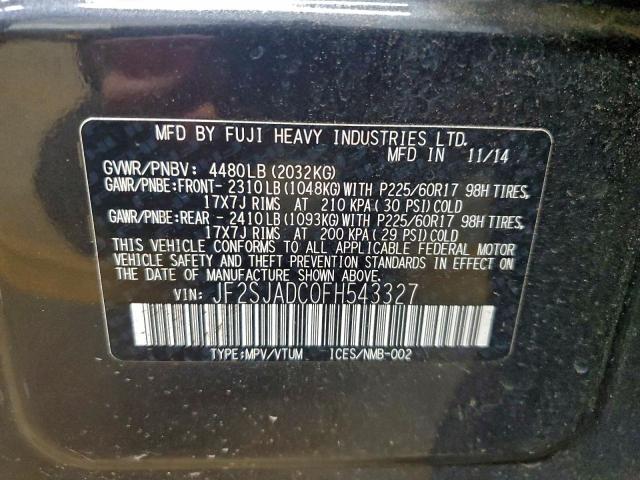 MFD BY FUJI HEAVY INDUSTRIES LTD.
MFD IN 11/14
GVWR/PNBV: 4480LB(2032KG)
GAWR/PNBE:FRONT- 2310LB(1048KG)WITH P225/60R17 98H TIRES,
17X7J RIMS AT 210 KPA(30 PSI)COLD
GAWR/PNBE:REAR - 2410LB(1093KG)WITH P225/60R17 98H TIRES,
17X7J RIMS AT 200 KPA(29 PSI)COLD
THIS VEHICLE CONFORMS TO ALL APPLICABLE FEDERAL MOTOR
VEHICLE SAFETY AND THEFT PREVENTION STANDARDS IN EFFECT
ON THE DATE OF MANUFACTURE SHOWN ABOVE.
VIN: JF2SJADC0FH543327
TYPE:MPV/VTUM ICES/NMB-002